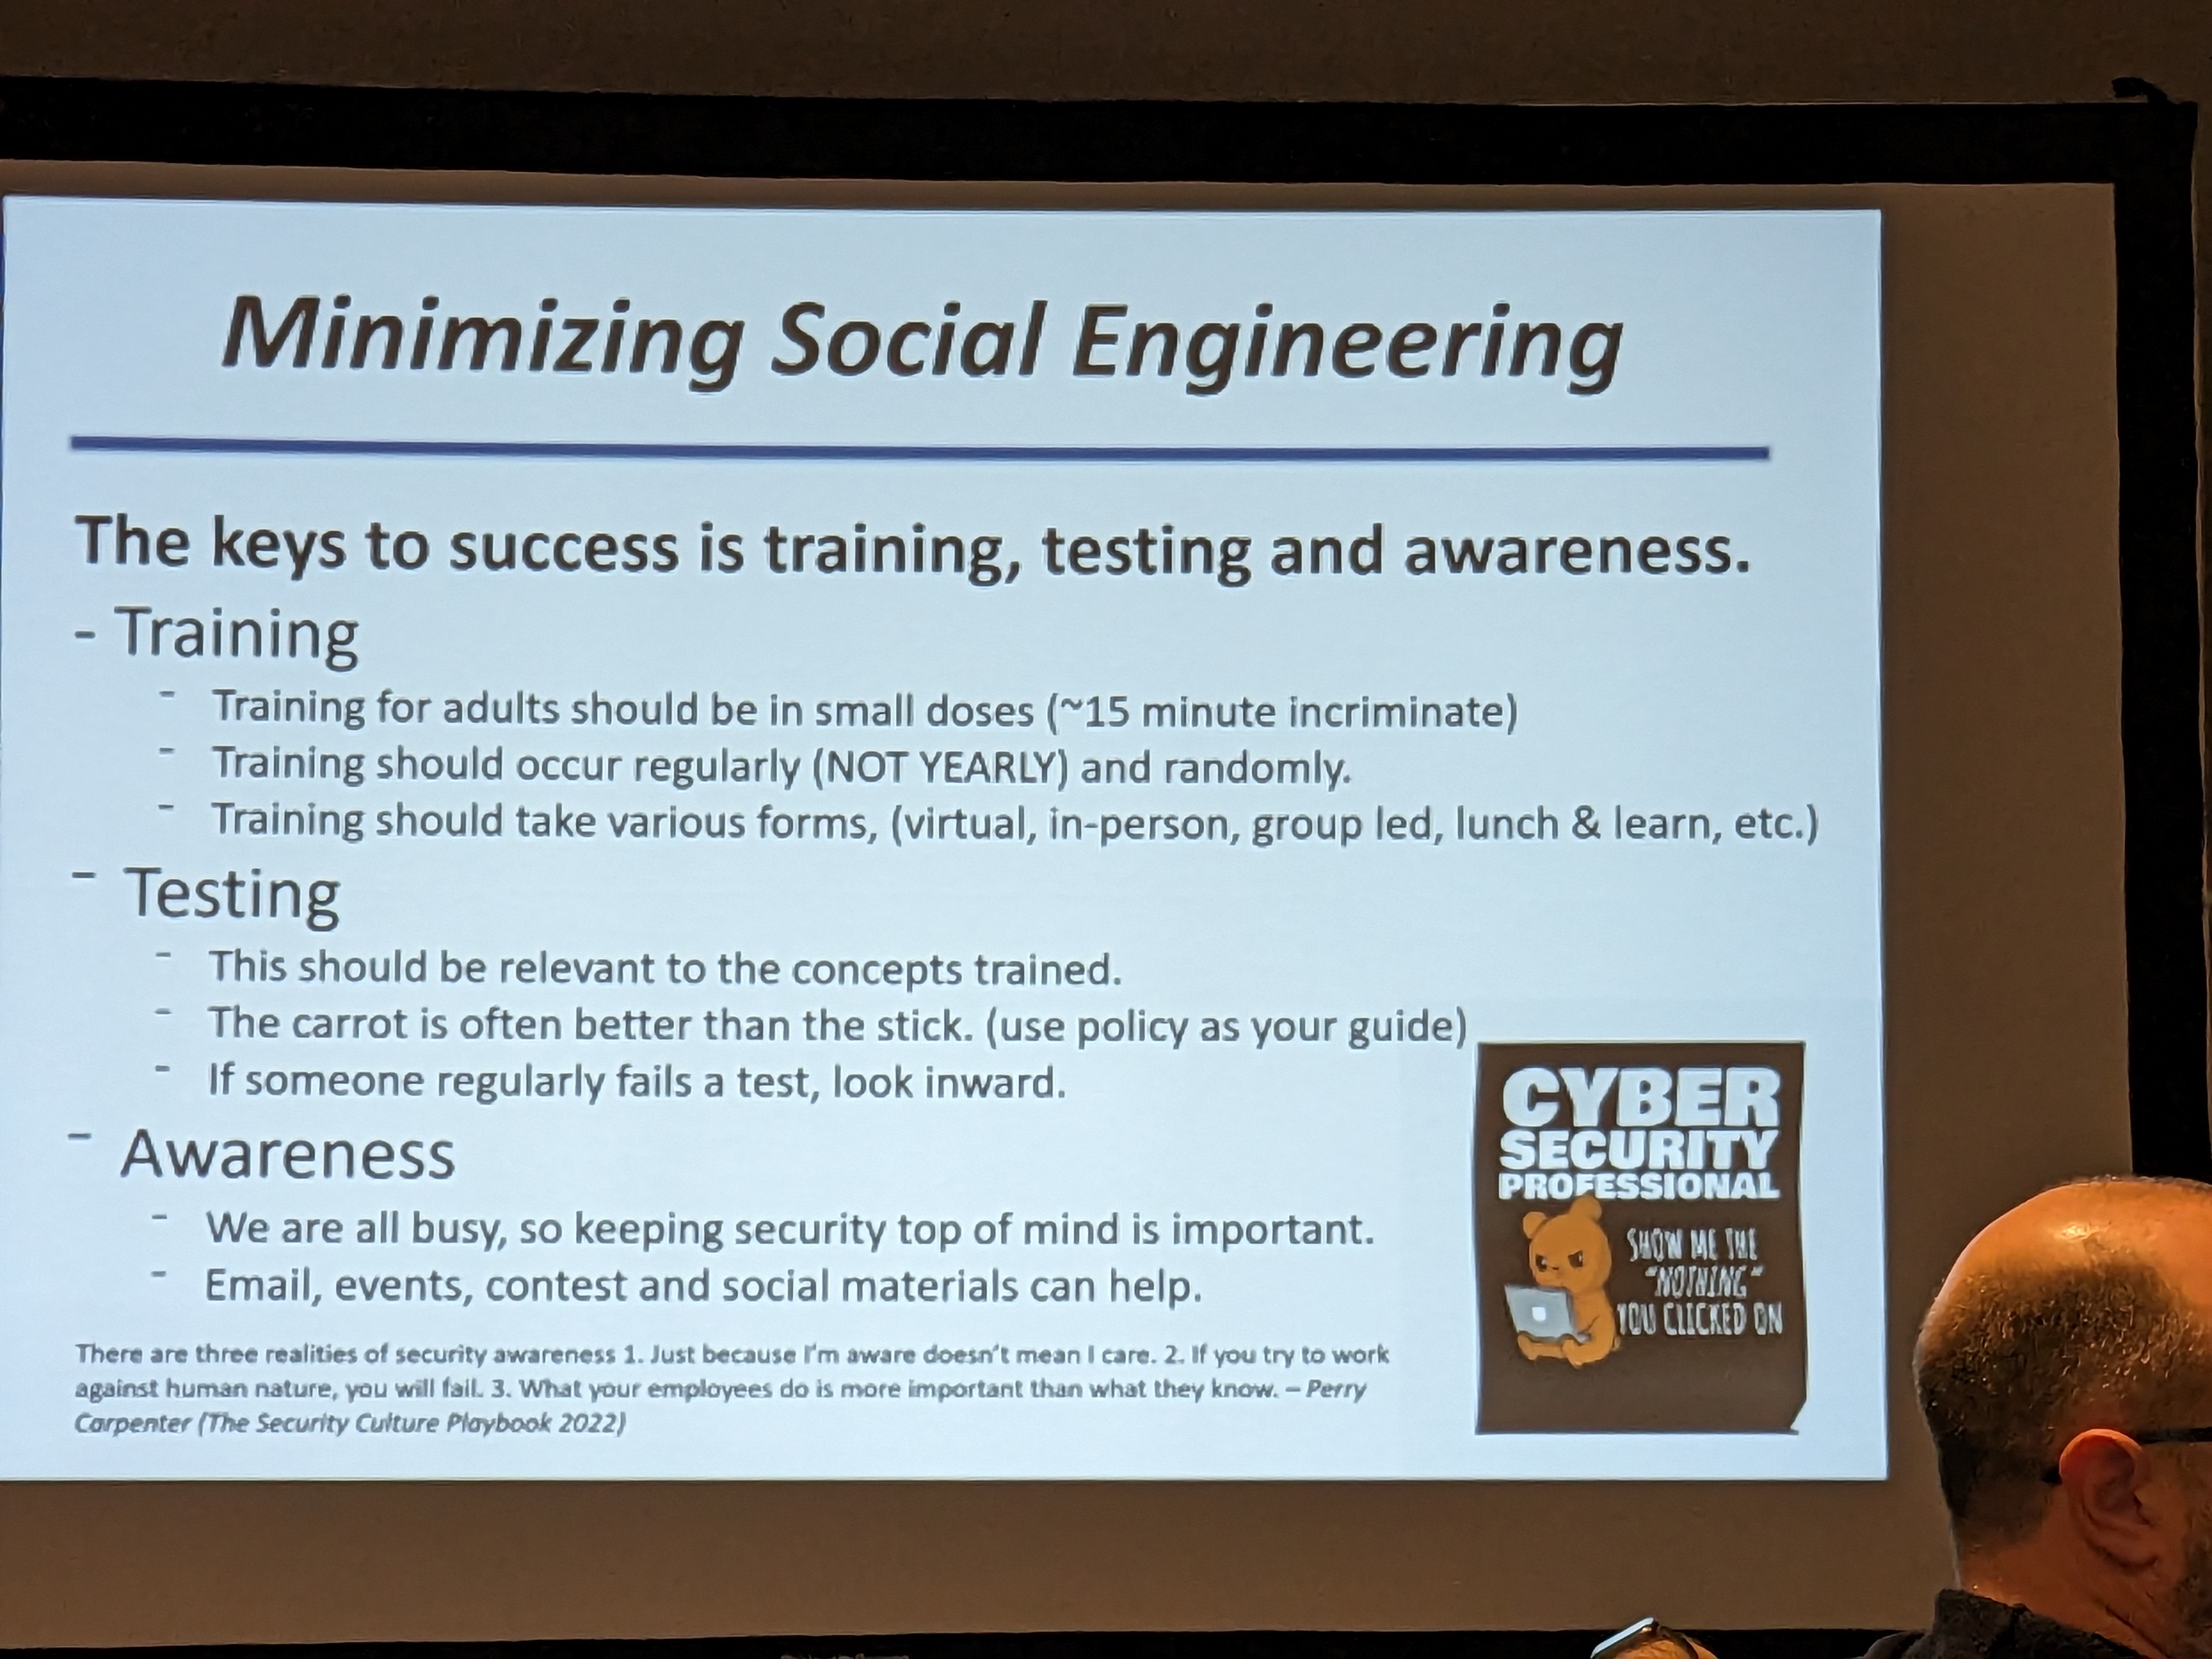 Minimizing Social Engineering
The keys to success is training, testing and awareness.
- Training
- Training for adults should be in small doses (~15 minute incriminate)
- Training should occur regularly (NOT YEARLY) and randomly.
- Training should take various forms, (virtual, in-person, group led, lunch & learn, etc.)
- Testing
- This should be relevant to the concepts trained.
- The carrot is often better than the stick. (use policy as your guide)
- If someone regularly fails a test, look inward.
- Awareness
- We are all busy, so keeping security top of mind is important.
- Email, events, contest and social materials can help.
There are three realities of security awareness 1. Just because I'm aware doesn't mean I care. 2. If you try to work
against human nature, you will fail. 3. What your employees do is more important than what they know. – Perry
Carpenter (The Security Culture Playbook 2022)
CYBER
SECURITY
PROFESSIONAL
SHOW ME THE
"NOTHING"
YOU CLICKED ON